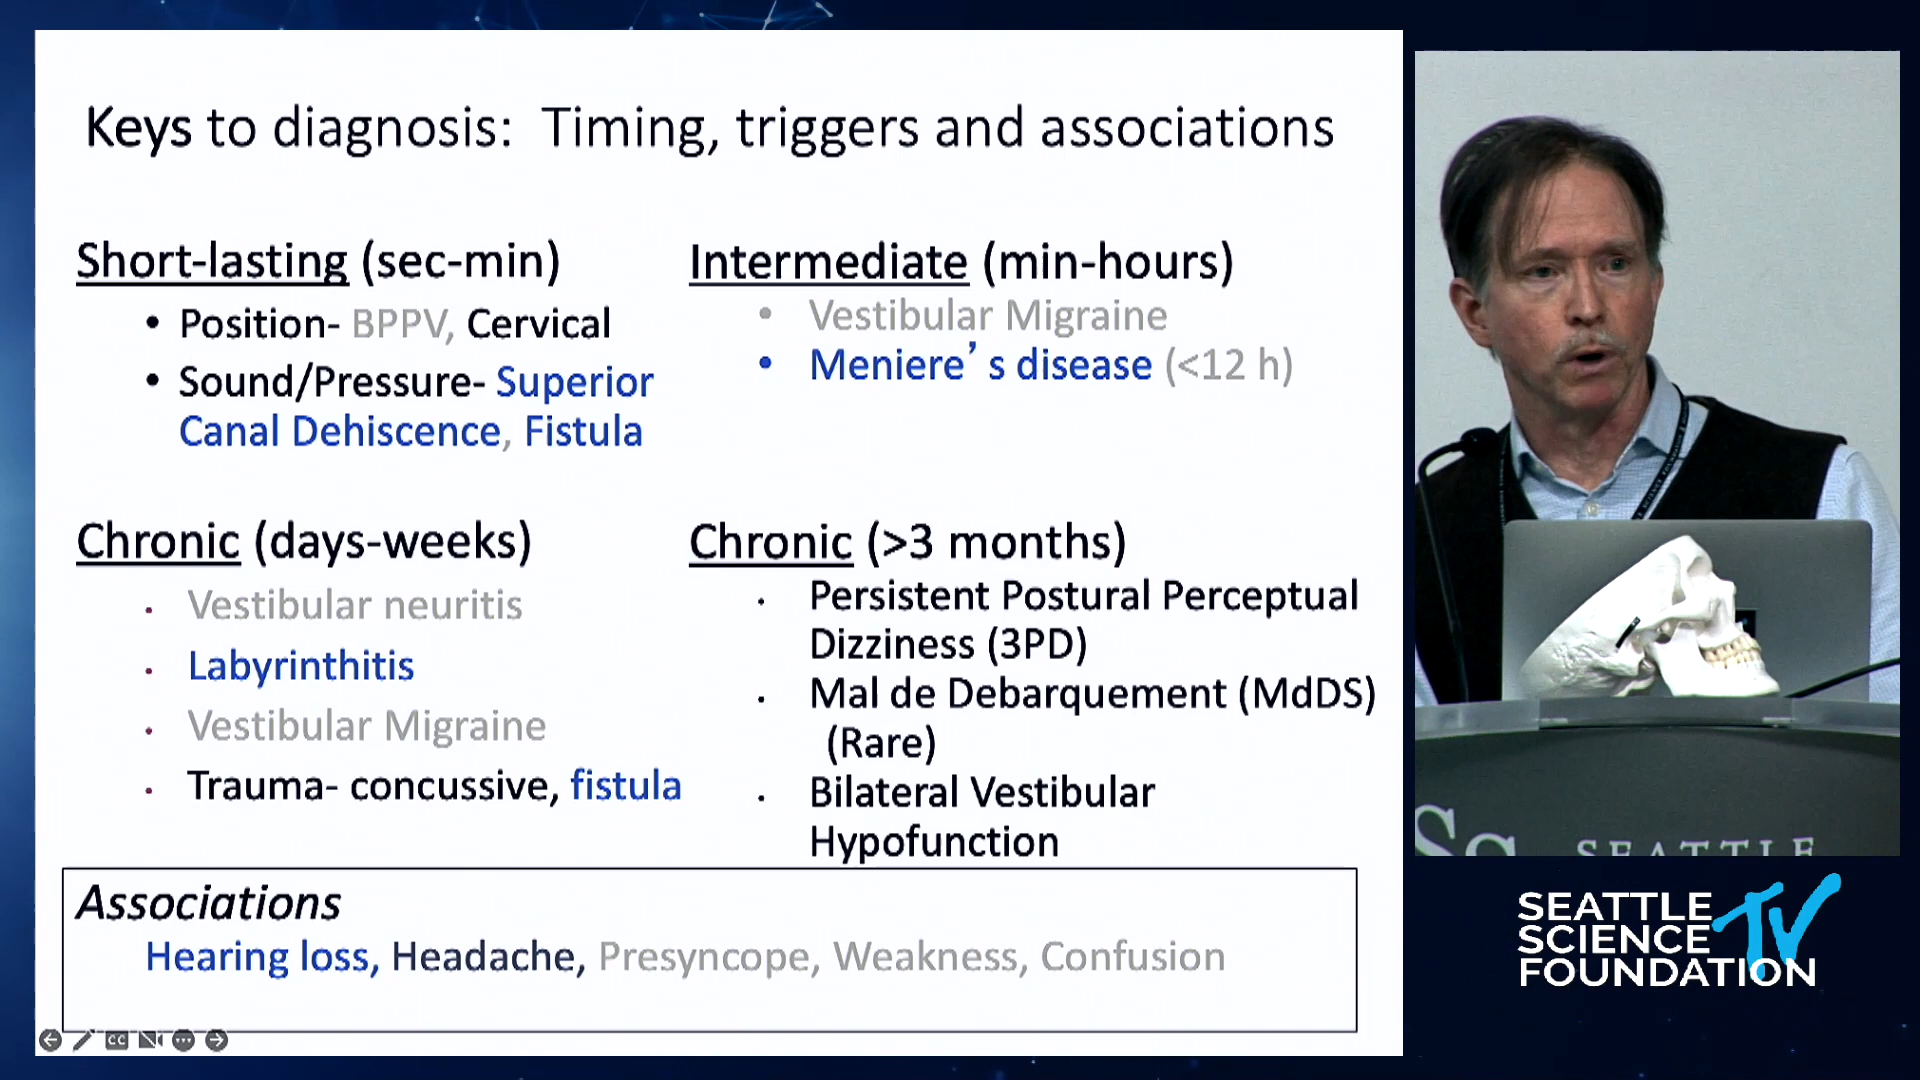 Keys to diagnosis: Timing, triggers and associations
Short-lasting (sec-min)
• Position- BPPV, Cervical
• Sound/Pressure- Superior
Canal Dehiscence, Fistula
Intermediate (min-hours)
• Vestibular Migraine
• Meniere’s disease (<12 h)
Chronic (days-weeks)
• Vestibular neuritis
• Labyrinthitis
• Vestibular Migraine
• Trauma- concussive, fistula
Chronic (>3 months)
• Persistent Postural Perceptual
Dizziness (3PD)
• Mal de Debarquement (MdDS)
(Rare)
• Bilateral Vestibular
Hypofunction
Associations
Hearing loss, Headache, Presyncope, Weakness, Confusion
CC
SEATTLE
SEATTLE
SCIENCE
FOUNDATION
TV